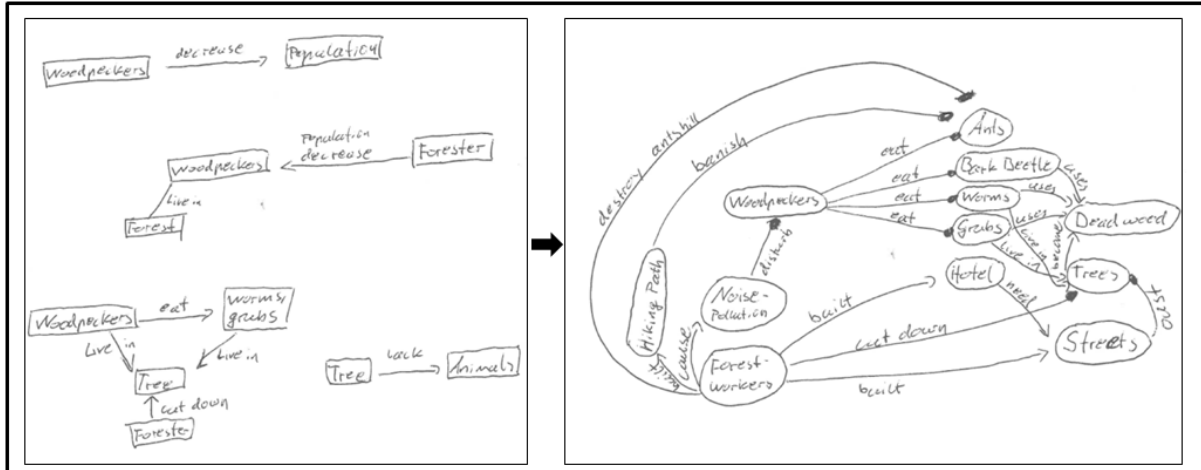 decrease
Woodpeckers
Population
Population
decrease
Woodpeckers
Forester
Live in
Forest
Woodpeckers
eat
Worms,
grubs
Live in
Live in
Tree
cut down
Forester
Tree
Lack
Animals
destroy antshill
banish
Ants
eat
Bark Beetle
eat
uses
Woodpeckers
eat
Worms
uses
eat
Grubs
uses
Dead wood
live in
live in
become
disturb
Hotel
Trees
Hiking Path
Noise-
Pollution
built
need
cut down
Streets
built
cause
Forest-
workers
built